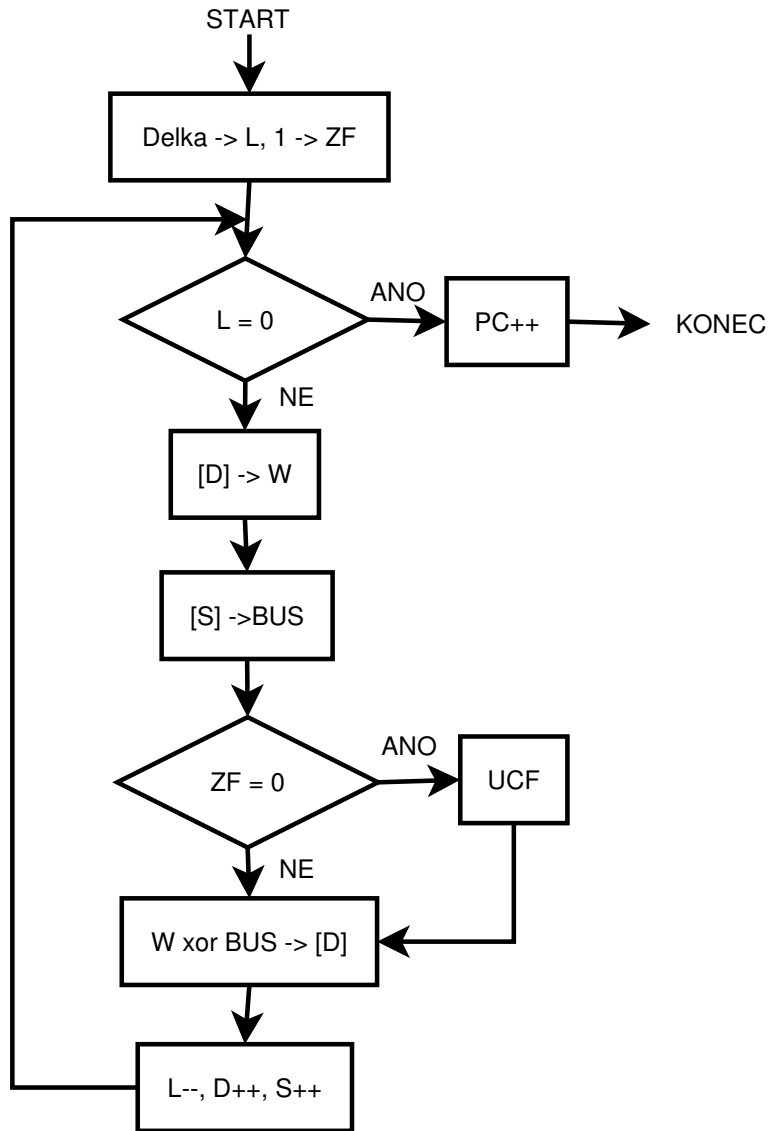 START
Delka -> L, 1 -> ZF
L = 0
ANO
PC++
KONEC
NE
[D] -> W
[S] ->BUS
ZF = 0
ANO
UCF
NE
W xor BUS -> [D]
L--, D++, S++